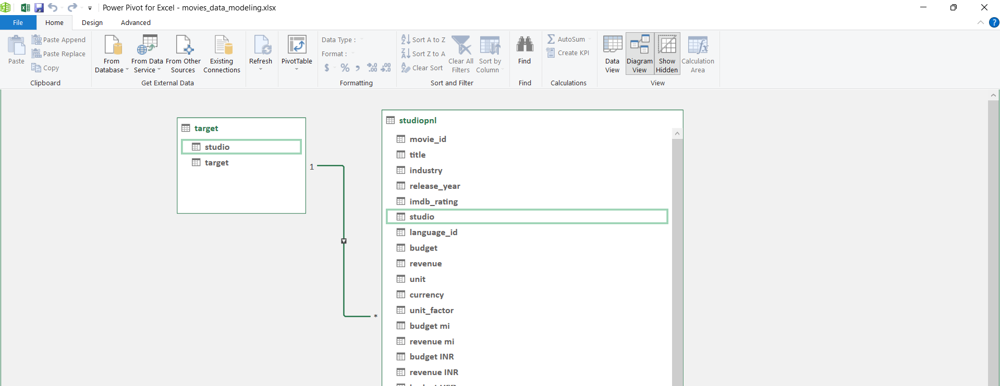 Power Pivot for Excel - movies_data_modeling.xlsx
File Home Design Advanced
?
Paste
Paste Append
Paste Replace
Copy
Clipboard
From Database
From Data Service
From Other Sources
Existing Connections
Get External Data
Refresh
PivotTable
Data Type :
Format :
$ % ,
Formatting
Sort A to Z
Sort Z to A
Clear Sort
Clear All Filters
Sort by Column
Sort and Filter
Find
Find
AutoSum
Create KPI
Calculations
Data View
Diagram View
Show Hidden
Calculation Area
View
target
studio
target
1
*
studiopnl
movie_id
title
industry
release_year
imdb_rating
studio
language_id
budget
revenue
unit
currency
unit_factor
budget mi
revenue mi
budget INR
revenue INR